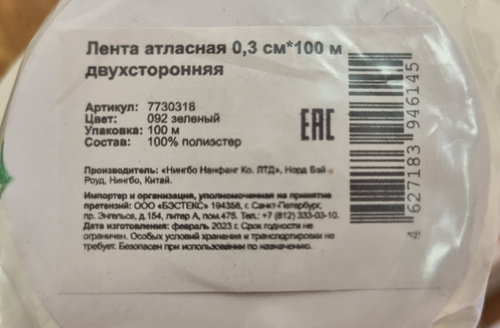 Лента атласная 0,3 см*100 м
двухсторонняя
Артикул: 7730318
Цвет: 092 зеленый
Упаковка: 100 м
Состав: 100% полиэстер
EAC
Производитель: «Нингбо Нанфанг Ко. ЛТД», Норд Бэй
Роуд, Нингбо, Китай.
Импортер и организация, уполномоченная на принятие
претензий: ООО «БЭСТЕКС» 194358, г. Санкт-Петербург,
пр. Энгельса, д.154, литер А, пом.475. Тел.: +7 (812) 333-03-10.
Дата изготовления: февраль 2023 г. Срок годности не
ограничен. Особых условий хранения и транспортировки не
требует. Безопасен при использовании по назначению.
4 627183 946145